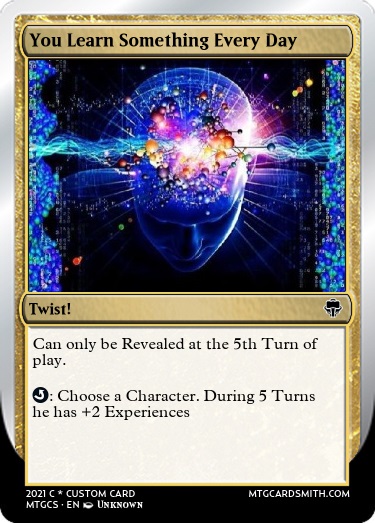 You Learn Something Every Day
Twist!
Can only be Revealed at the 5th Turn of
play.
: Choose a Character. During 5 Turns
he has +2 Experiences
2021 C * CUSTOM CARD
MTGCARDSMITH.COM
MTGCS · EN Unknown